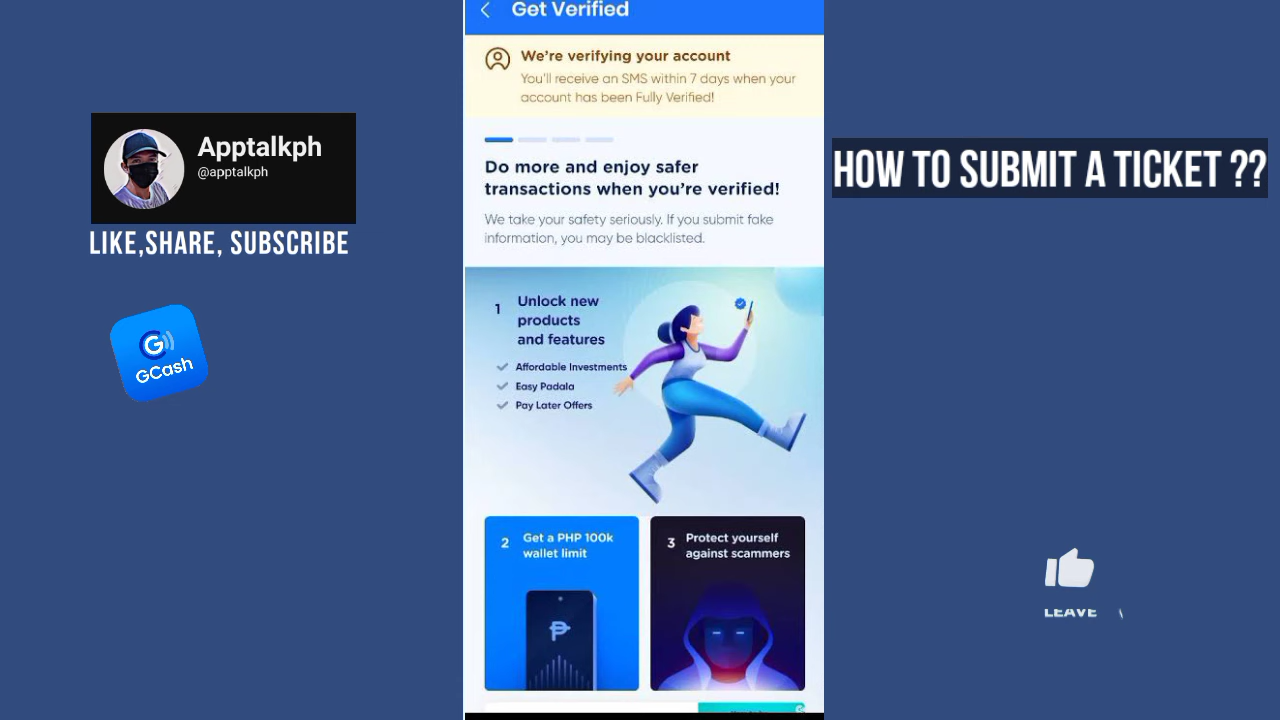 Get Verified
We're verifying your account
You'll receive an SMS within 7 days when your
account has been Fully Verified!
Apptalkph
@apptalkph
LIKE,SHARE, SUBSCRIBE
HOW TO SUBMIT A TICKET ??
Do more and enjoy safer
transactions when you're verified!
We take your safety seriously. If you submit fake
information, you may be blacklisted.
1 Unlock new
products
and features
Affordable Investments
Easy Padala
Pay Later Offers
G
GCash
2 Get a PHP 100k
wallet limit
3 Protect yourself
against scammers
LEAVE